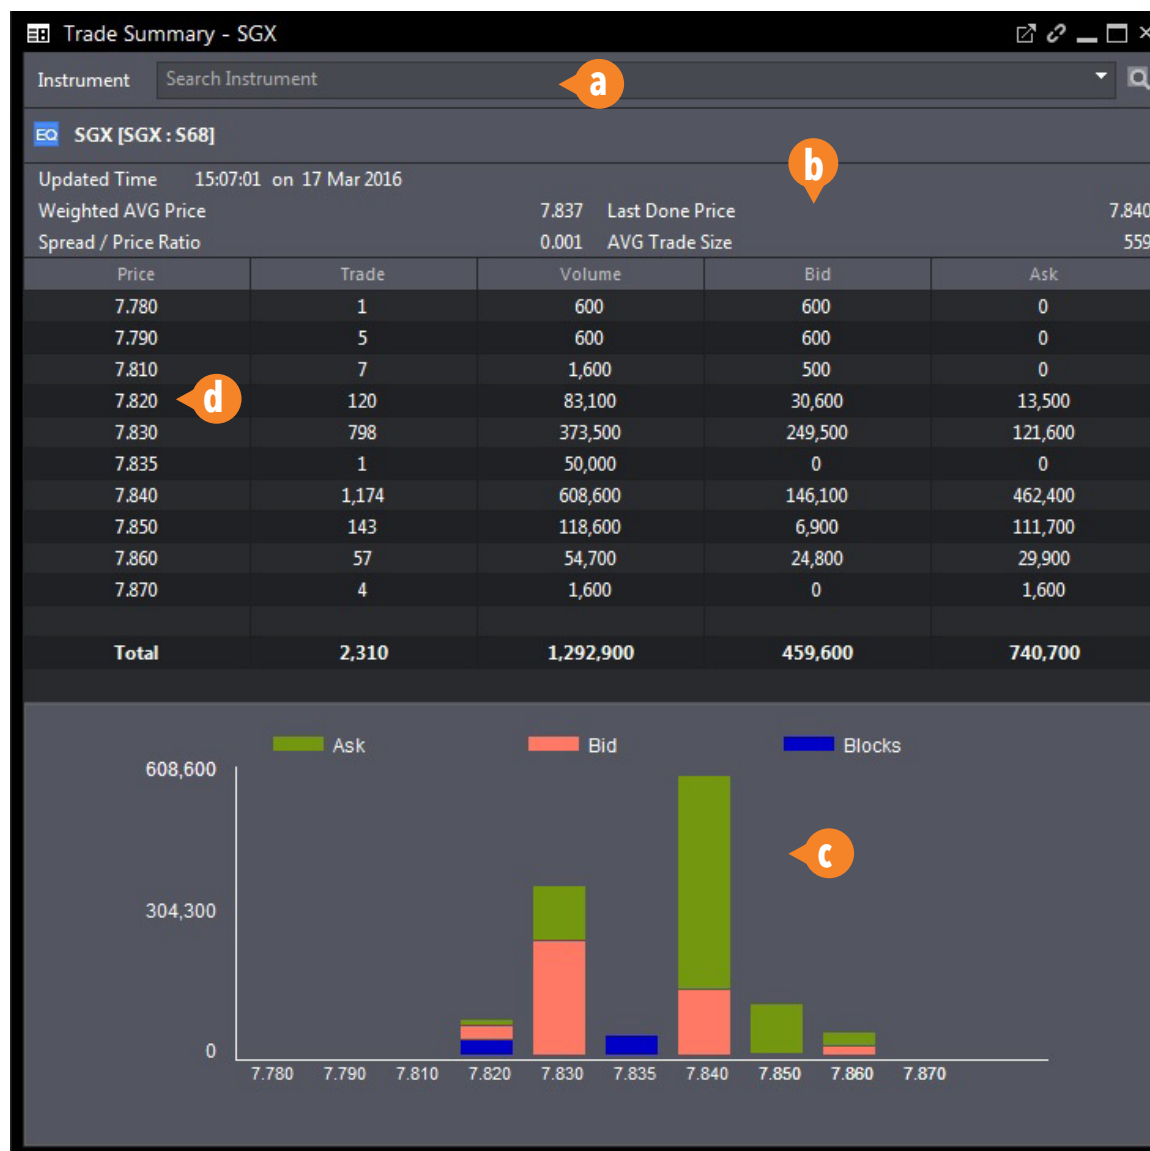 Trade Summary - SGX
Instrument Search Instrument a
EQ SGX [SGX : S68]
b
Updated Time 15:07:01 on 17 Mar 2016
Weighted AVG Price 7.837 Last Done Price 7.840
Spread / Price Ratio 0.001 AVG Trade Size 559
Price Trade Volume Bid Ask
7.780 1 600 600 0
7.790 5 600 600 0
7.810 7 1,600 500 0
7.820 d 120 83,100 30,600 13,500
7.830 798 373,500 249,500 121,600
7.835 1 50,000 0 0
7.840 1,174 608,600 146,100 462,400
7.850 143 118,600 6,900 111,700
7.860 57 54,700 24,800 29,900
7.870 4 1,600 0 1,600
Total 2,310 1,292,900 459,600 740,700
Ask Bid Blocks
608,600
c
304,300
0
7.780 7.790 7.810 7.820 7.830 7.835 7.840 7.850 7.860 7.870